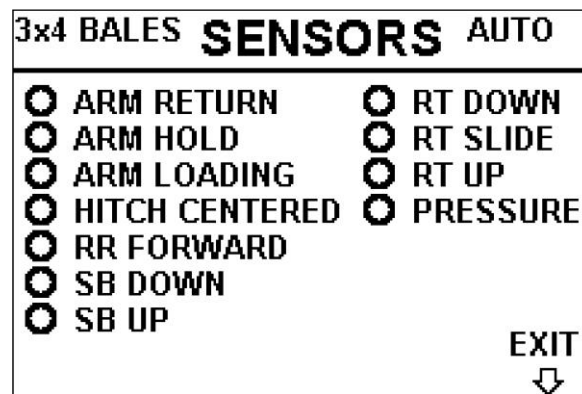 3x4 BALES SENSORS AUTO
ARM RETURN
ARM HOLD
ARM LOADING
HITCH CENTERED
RR FORWARD
SB DOWN
SB UP
RT DOWN
RT SLIDE
RT UP
PRESSURE
EXIT